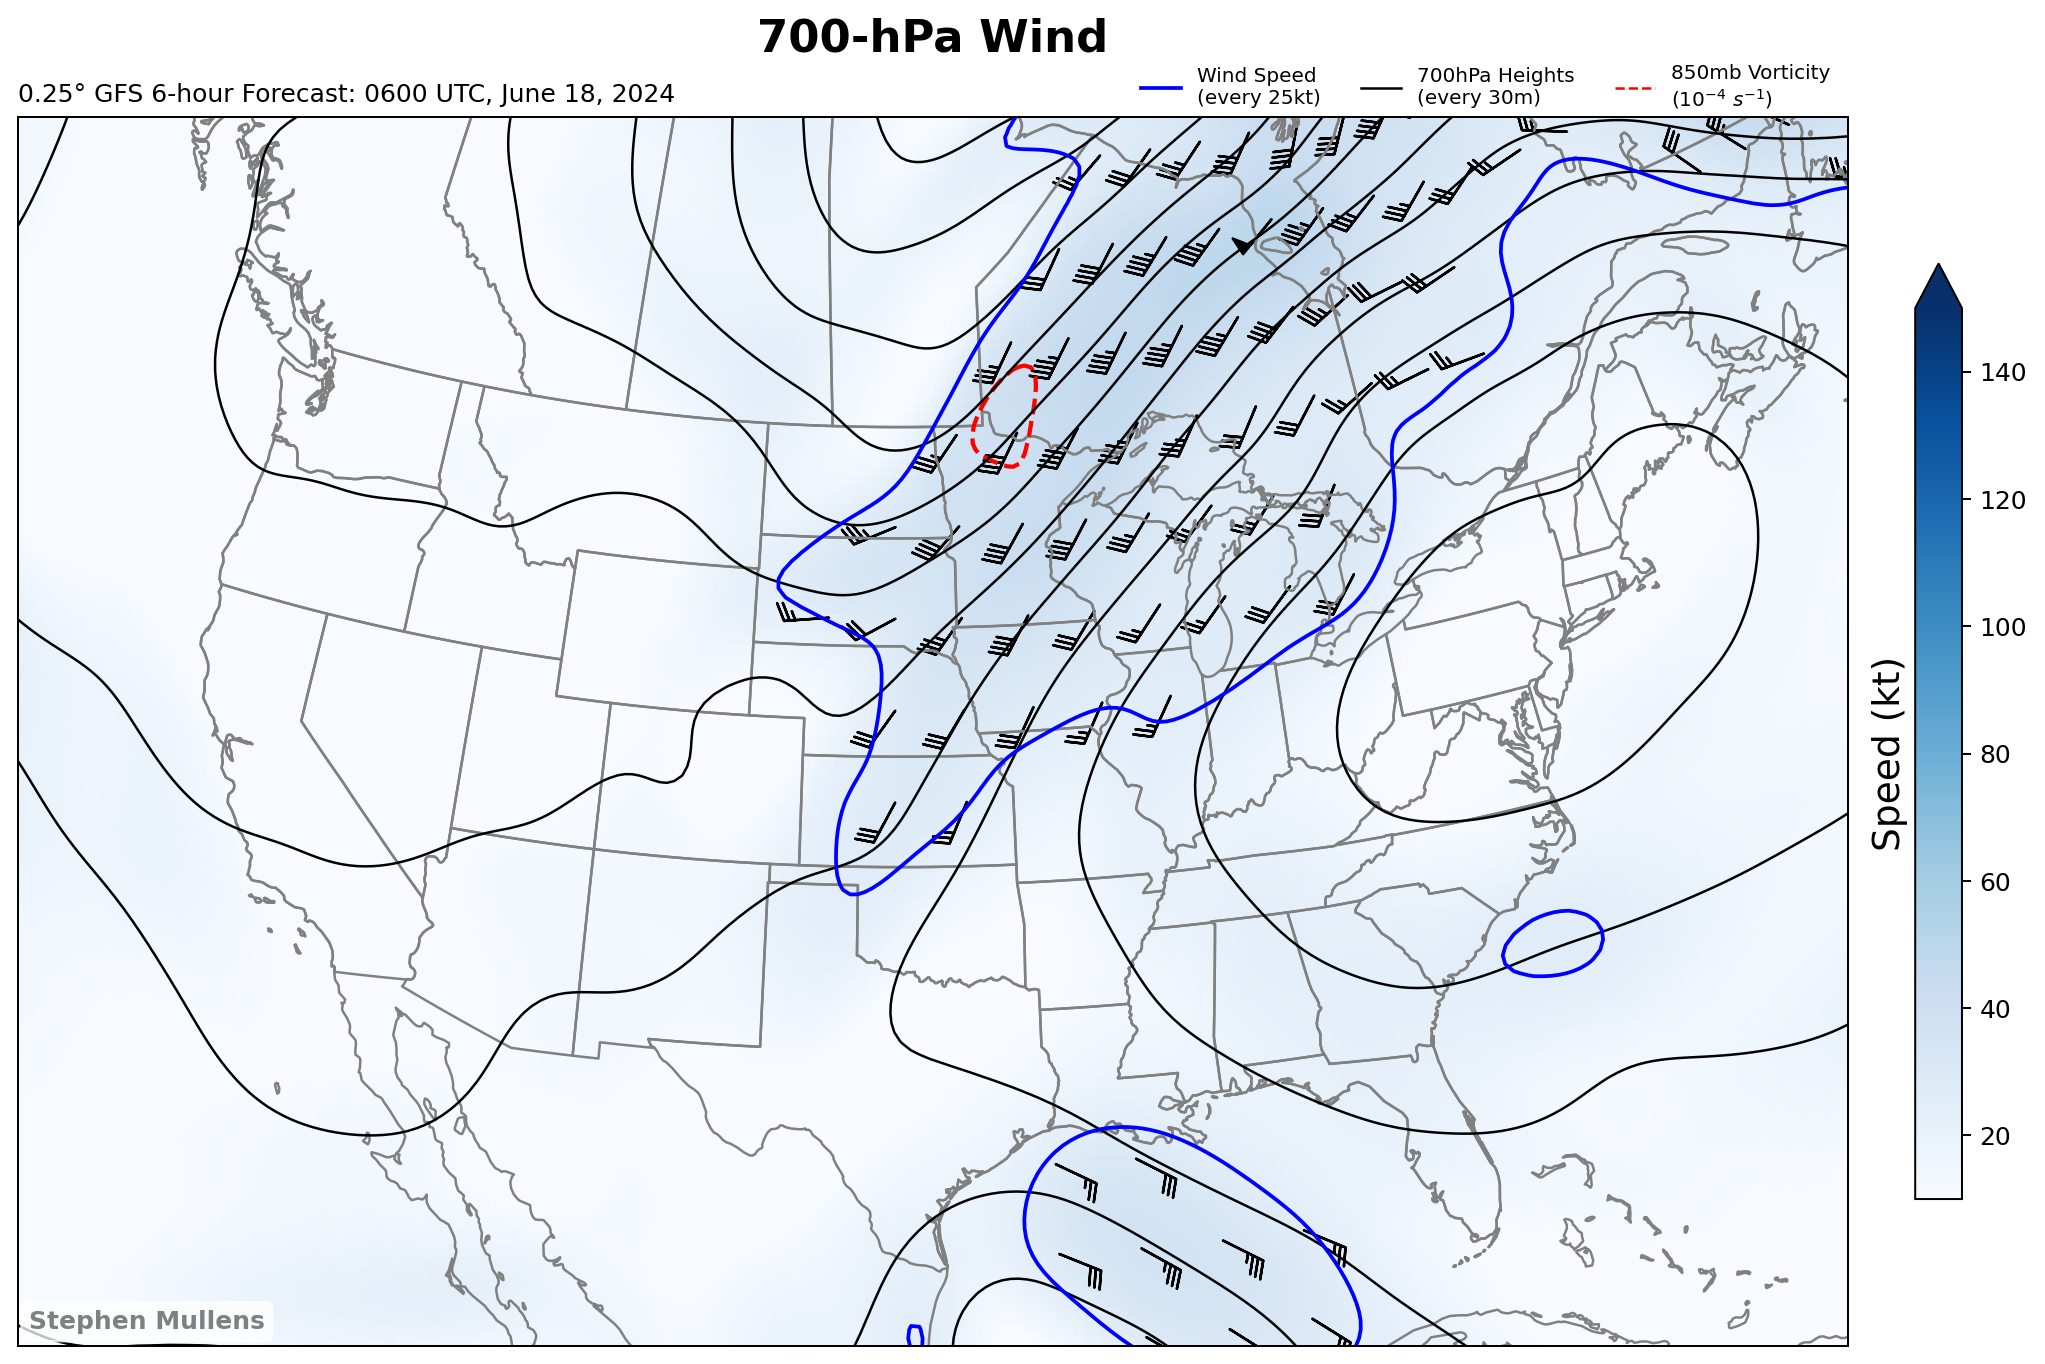 700-hPa Wind
0.25° GFS 6-hour Forecast: 0600 UTC, June 18, 2024
Wind Speed
(every 25kt)
700hPa Heights
(every 30m)
850mb Vorticity
(10⁻⁴ s⁻¹)
140
120
100
80
60
40
20
Speed (kt)
Stephen Mullens